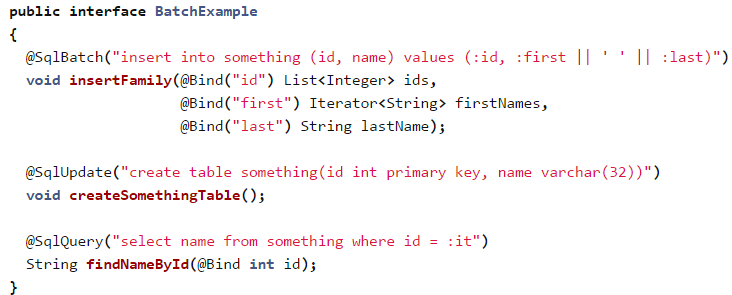 public interface BatchExample
{
  @SqlBatch("insert into something (id, name) values (:id, :first || ' ' || :last)")
  void insertFamily(@Bind("id") List<Integer> ids,
                    @Bind("first") Iterator<String> firstNames,
                    @Bind("last") String lastName);
  @SqlUpdate("create table something(id int primary key, name varchar(32))")
  void createSomethingTable();
  @SqlQuery("select name from something where id = :it")
  String findNameById(@Bind int id);
}